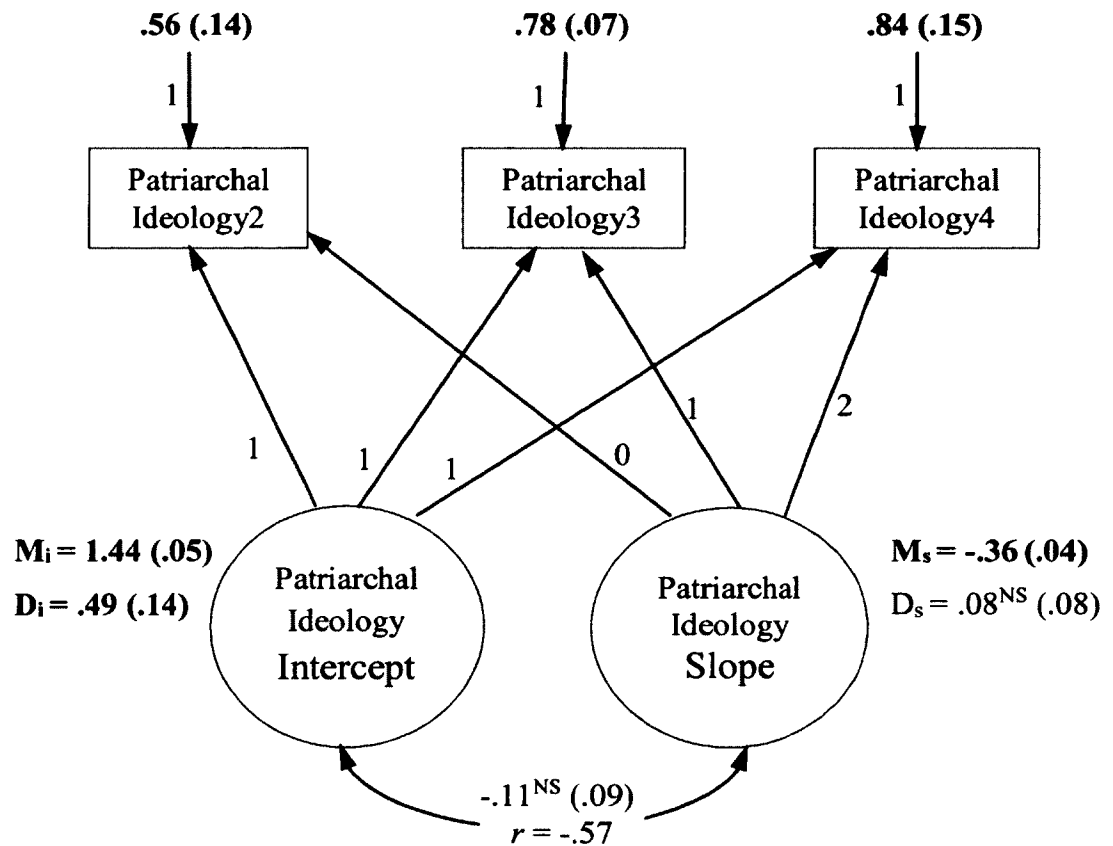 .56 (.14)
.78 (.07)
.84 (.15)
1
1
1
Patriarchal
Ideology2
Patriarchal
Ideology3
Patriarchal
Ideology4
1
1
1
0
1
2
Mi = 1.44 (.05)
Di = .49 (.14)
Patriarchal
Ideology
Intercept
Patriarchal
Ideology
Slope
Ms = -.36 (.04)
Ds = .08NS (.08)
-.11NS (.09)
r = -.57